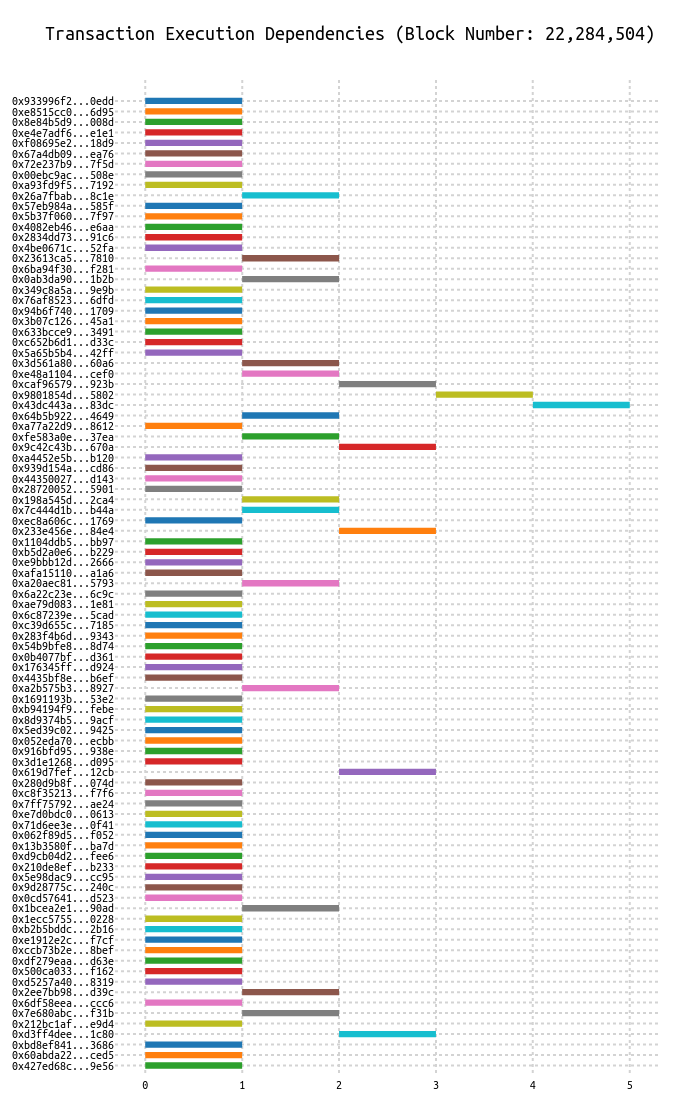 Transaction Execution Dependencies (Block Number: 22,284,504)
0x933996f2...0edd
0xe8515cc0...6d95
0x8e84b5d9...008d
0xe4e7adf6...e1e1
0xf08695e2...18d9
0x67a4db09...ea76
0x72e237b9...7f5d
0x00ebc9ac...508e
0xa93fd9f5...7192
0x26a7fbab...8c1e
0x57eb984a...585f
0x5b37f060...7f97
0x4082eb46...e6aa
0x2834dd73...91c6
0x4be0671c...52fa
0x23613ca5...7810
0x6ba94f30...f281
0x0ab3da90...1b2b
0x349c8a5a...9e9b
0x76af8523...6dfd
0x94b6f740...1709
0x3b07c126...45a1
0x633bcce9...3491
0xc652b6d1...d33c
0x5a65b5b4...42ff
0x3d561a80...60a6
0xe48a1104...cef0
0xcaf96579...923b
0x9801854d...5802
0x43dc443a...83dc
0x64b5b922...4649
0xa77a22d9...8612
0xfe583a0e...37ea
0x9c42c43b...670a
0xa4452e5b...b120
0x939d154a...cd86
0x44350027...d143
0x28720052...5901
0x198a545d...2ca4
0x7c444d1b...b44a
0xec8a606c...1769
0x233e456e...84e4
0x1104ddb5...bb97
0xb5d2a0e6...b229
0xe9bbb12d...2666
0xafa15110...a1a6
0xa20aec81...5793
0x6a22c23e...6c9c
0xae79d083...1e81
0x6c87239e...5cad
0xc39d655c...7185
0x283f4b6d...9343
0x54b9bfe8...8d74
0x0b4077bf...d361
0x176345ff...d924
0x4435bf8e...b6ef
0xa2b575b3...8927
0x1691193b...53e2
0xb94194f9...febe
0x8d9374b5...9acf
0x5ed39c02...9425
0x052eda70...ecbb
0x916bfd95...938e
0x3d1e1268...d095
0x619d7fef...12cb
0x280d9b8f...074d
0xc8f35213...f7f6
0x7ff75792...ae24
0xe7d0bdc0...0613
0x71d6ee3e...0f41
0x062f89d5...f052
0x13b3580f...ba7d
0xd9cb04d2...fee6
0x210de8ef...b233
0x5e98dac9...cc95
0x9d28775c...240c
0x0cd57641...d523
0x1bcea2e1...90ad
0x1ecc5755...0228
0xb2b5bddc...2b16
0xe1912e2c...f7cf
0xccb73b2e...8bef
0xdf279eaa...d63e
0x500ca033...f162
0xd5257a40...8319
0x2ee7bb98...d39c
0x6df58eea...ccc6
0x7e680abc...f31b
0x212bc1af...e9d4
0xd3ff4dee...1c80
0xbd8ef841...3686
0x60abda22...ced5
0x427ed68c...9e56
0 1 2 3 4 5